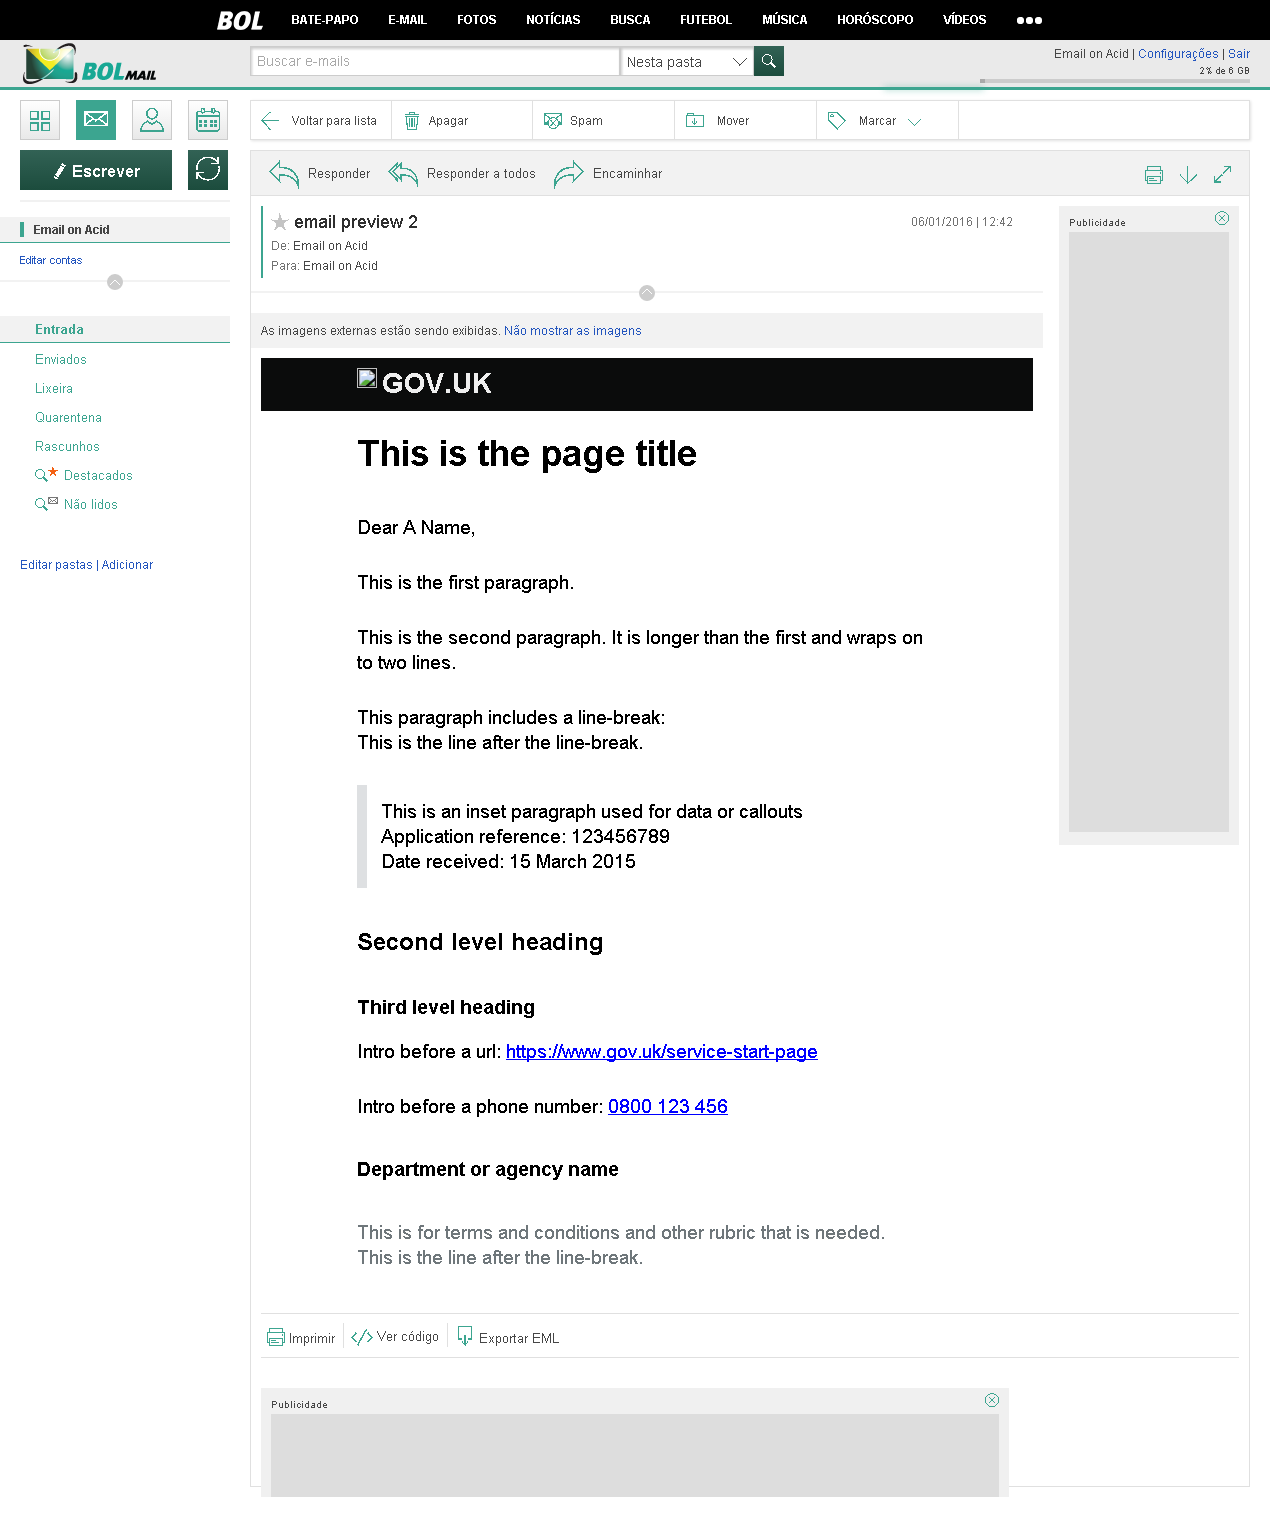 BOL BATE-PAPO E-MAIL FOTOS NOTÍCIAS BUSCA FUTEBOL MÚSICA HORÓSCOPO VÍDEOS
BOL MAIL
Buscar e-mails
Nesta pasta
Email on Acid | Configurações | Sair
2% de 6 GB
Voltar para lista
Apagar
Spam
Mover
Marcar
Escrever
Responder
Responder a todos
Encaminhar
Email on Acid
Editar contas
Entrada
Enviados
Lixeira
Quarentena
Rascunhos
Destacados
Não lidos
Editar pastas | Adicionar
email preview 2
06/01/2016 | 12:42
De: Email on Acid
Para: Email on Acid
Publicidade
As imagens externas estão sendo exibidas. Não mostrar as imagens
GOV.UK
This is the page title
Dear A Name,
This is the first paragraph.
This is the second paragraph. It is longer than the first and wraps on
to two lines.
This paragraph includes a line-break:
This is the line after the line-break.
This is an inset paragraph used for data or callouts
Application reference: 123456789
Date received: 15 March 2015
Second level heading
Third level heading
Intro before a url: https://www.gov.uk/service-start-page
Intro before a phone number: 0800 123 456
Department or agency name
This is for terms and conditions and other rubric that is needed.
This is the line after the line-break.
Imprimir
Ver código
Exportar EML
Publicidade